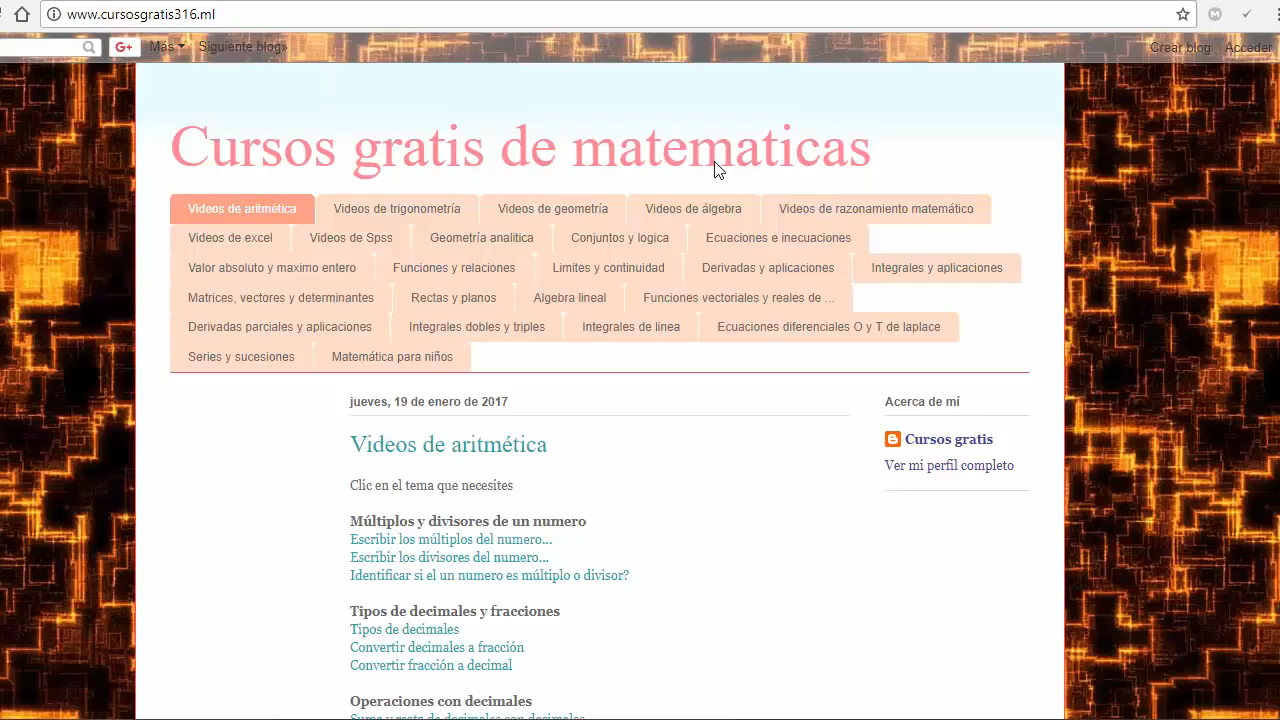 www.cursosgratis316.ml
G+ Más Siguiente blog» Crear blog Acceder
Cursos gratis de matematicas
Videos de aritmética Videos de trigonometría Videos de geometría Videos de álgebra Videos de razonamiento matemático
Videos de excel Videos de Spss Geometría analitica Conjuntos y logica Ecuaciones e inecuaciones
Valor absoluto y maximo entero Funciones y relaciones Limites y continuidad Derivadas y aplicaciones Integrales y aplicaciones
Matrices, vectores y determinantes Rectas y planos Algebra lineal Funciones vectoriales y reales de ...
Derivadas parciales y aplicaciones Integrales dobles y triples Integrales de linea Ecuaciones diferenciales O y T de laplace
Series y sucesiones Matemática para niños
jueves, 19 de enero de 2017
Videos de aritmética
Clic en el tema que necesites
Múltiplos y divisores de un numero
Escribir los múltiplos del numero...
Escribir los divisores del numero...
Identificar si el un numero es múltiplo o divisor?
Tipos de decimales y fracciones
Tipos de decimales
Convertir decimales a fracción
Convertir fracción a decimal
Operaciones con decimales
Suma y resta de decimales con decimales
Acerca de mí
Cursos gratis
Ver mi perfil completo